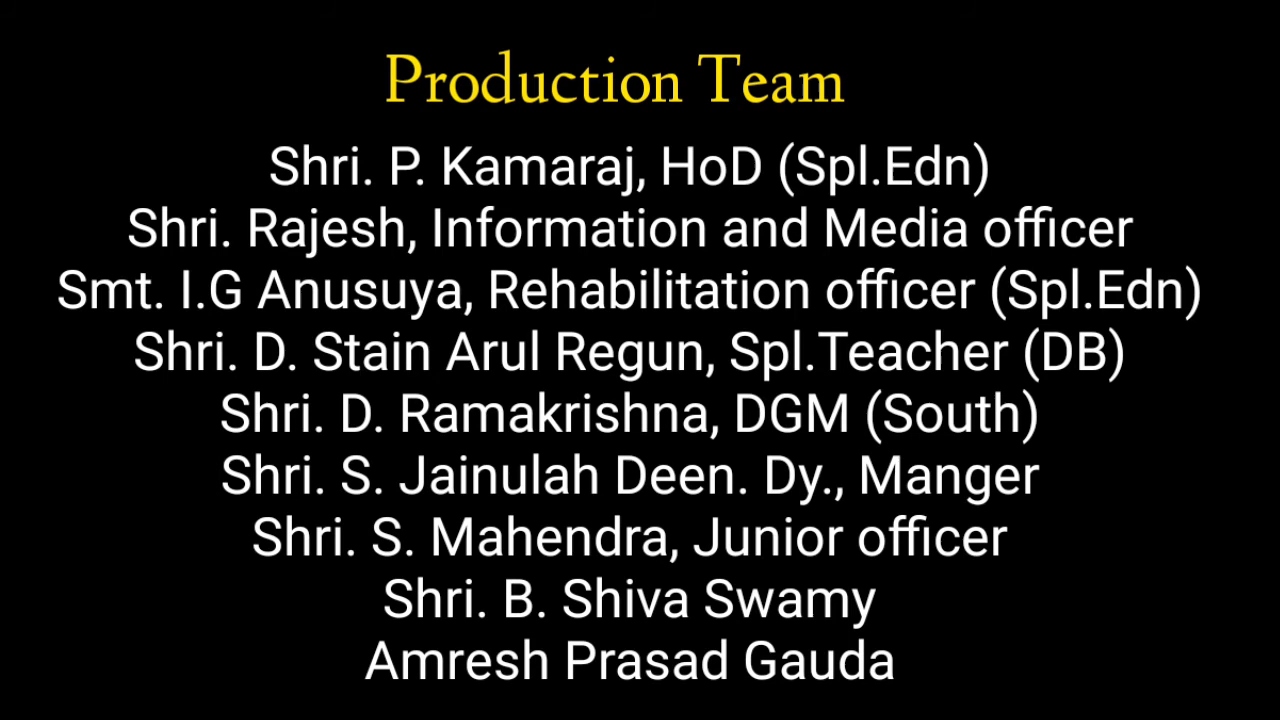 Production Team
Shri. P. Kamaraj, HoD (Spl.Edn)
Shri. Rajesh, Information and Media officer
Smt. I.G Anusuya, Rehabilitation officer (Spl.Edn)
Shri. D. Stain Arul Regun, Spl.Teacher (DB)
Shri. D. Ramakrishna, DGM (South)
Shri. S. Jainulah Deen. Dy., Manger
Shri. S. Mahendra, Junior officer
Shri. B. Shiva Swamy
Amresh Prasad Gauda